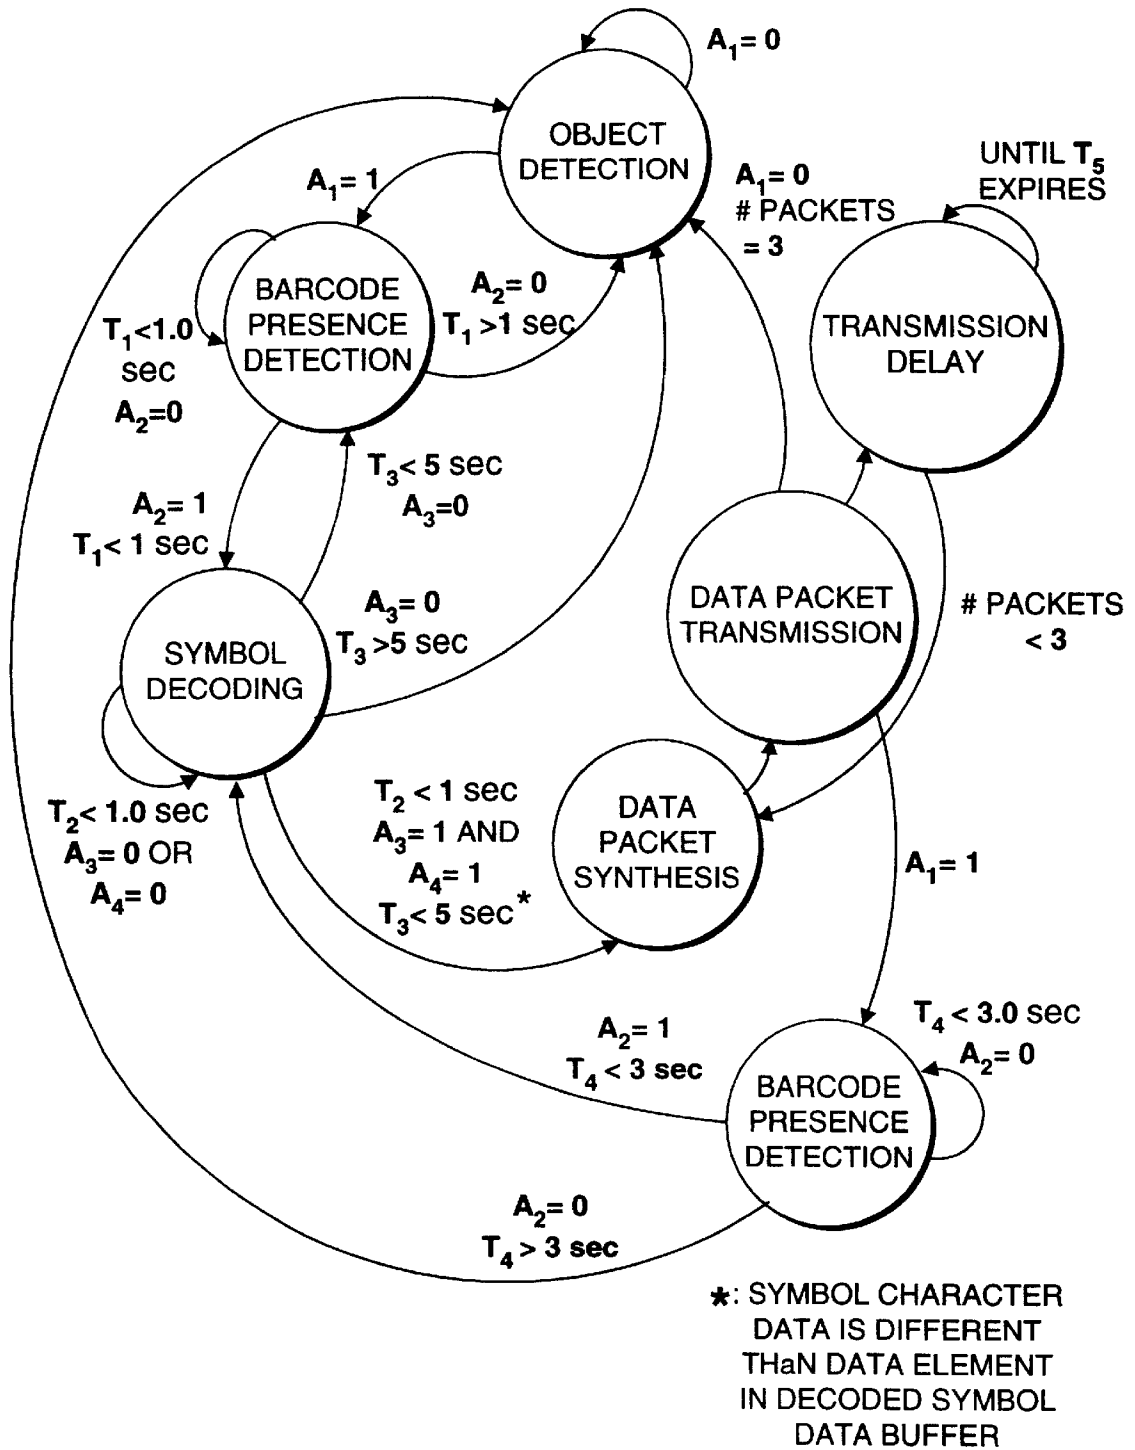 A1= 0
OBJECT
DETECTION
UNTIL T5
EXPIRES
A1= 1
A1= 0
# PACKETS
= 3
BARCODE
PRESENCE
DETECTION
A2= 0
T1 >1 sec
T1<1.0
sec
A2=0
TRANSMISSION
DELAY
T3< 5 sec
A3=0
A2= 1
T1< 1 sec
A3= 0
T3 >5 sec
DATA PACKET
TRANSMISSION
# PACKETS
< 3
SYMBOL
DECODING
T2< 1.0 sec
A3= 0 OR
A4= 0
T2 < 1 sec
A3= 1 AND
A4= 1
T3< 5 sec*
DATA
PACKET
SYNTHESIS
A1= 1
T4 < 3.0 sec
A2= 0
A2= 1
T4 < 3 sec
BARCODE
PRESENCE
DETECTION
A2= 0
T4 > 3 sec
*: SYMBOL CHARACTER
DATA IS DIFFERENT
THaN DATA ELEMENT
IN DECODED SYMBOL
DATA BUFFER